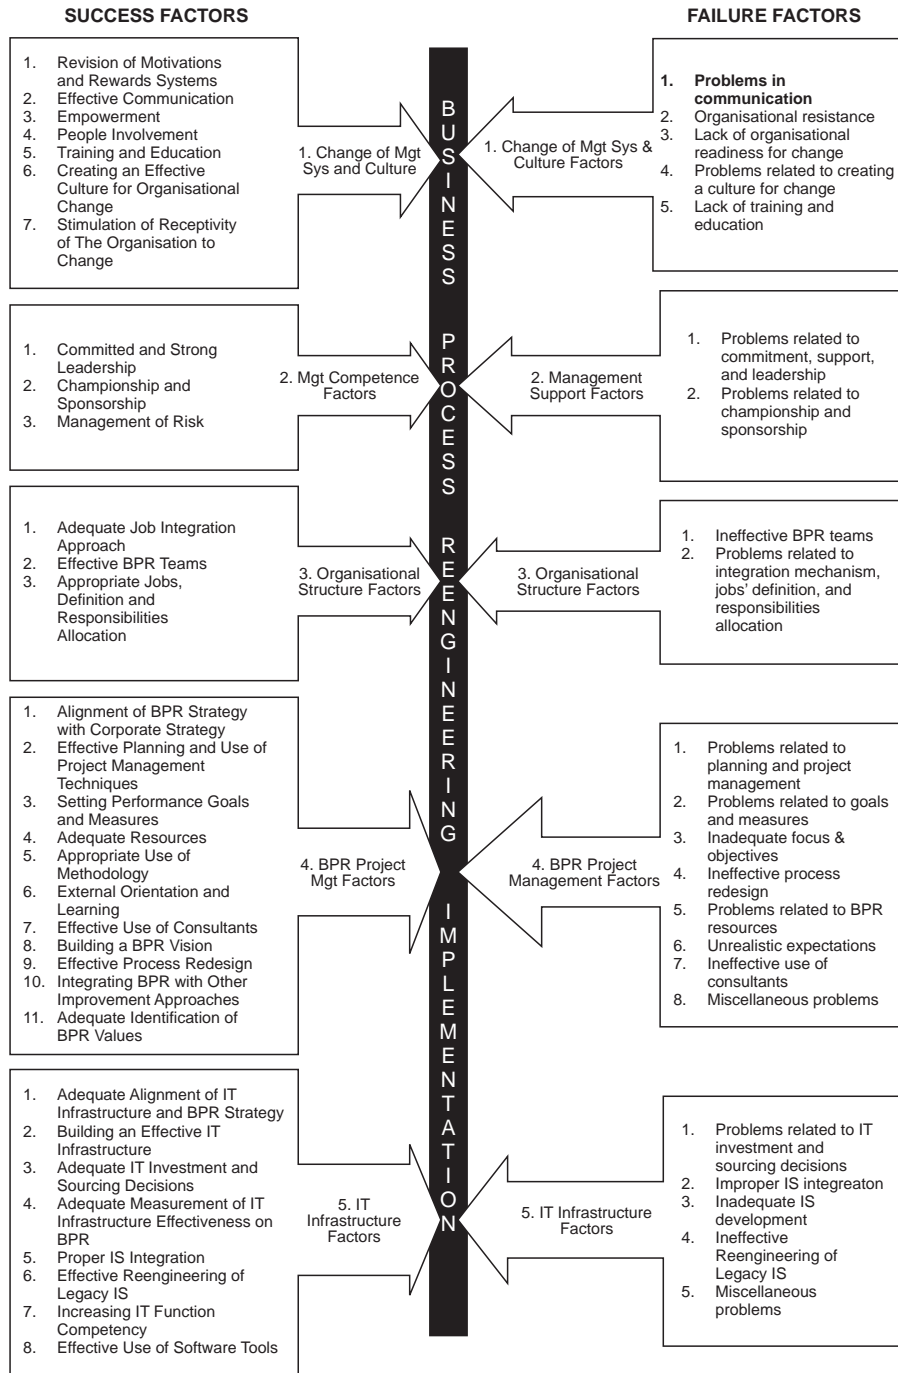 SUCCESS FACTORS
1. Revision of Motivations
and Rewards Systems
2. Effective Communication
3. Empowerment
4. People Involvement
5. Training and Education
6. Creating an Effective
Culture for Organisational
Change
7. Stimulation of Receptivity
of The Organisation to
Change
1. Change of Mgt
Sys and Culture
1. Committed and Strong
Leadership
2. Championship and
Sponsorship
3. Management of Risk
2. Mgt Competence
Factors
1. Adequate Job Integration
Approach
2. Effective BPR Teams
3. Appropriate Jobs,
Definition and
Responsibilities
Allocation
3. Organisational
Structure Factors
1. Alignment of BPR Strategy
with Corporate Strategy
2. Effective Planning and Use of
Project Management
Techniques
3. Setting Performance Goals
and Measures
4. Adequate Resources
5. Appropriate Use of
Methodology
6. External Orientation and
Learning
7. Effective Use of Consultants
8. Building a BPR Vision
9. Effective Process Redesign
10. Integrating BPR with Other
Improvement Approaches
11. Adequate Identification of
BPR Values
4. BPR Project
Mgt Factors
1. Adequate Alignment of IT
Infrastructure and BPR Strategy
2. Building an Effective IT
Infrastructure
3. Adequate IT Investment and
Sourcing Decisions
4. Adequate Measurement of IT
Infrastructure Effectiveness on
BPR
5. Proper IS Integration
6. Effective Reengineering of
Legacy IS
7. Increasing IT Function
Competency
8. Effective Use of Software Tools
5. IT
Infrastructure
Factors
BUSINESS PROCESS REENGINEERING IMPLEMENTATION
FAILURE FACTORS
1. Change of Mgt Sys &
Culture Factors
1. Problems in
communication
2. Organisational resistance
3. Lack of organisational
readiness for change
4. Problems related to creating
a culture for change
5. Lack of training and
education
2. Management
Support Factors
1. Problems related to
commitment, support,
and leadership
2. Problems related to
championship and
sponsorship
3. Organisational
Structure Factors
1. Ineffective BPR teams
2. Problems related to
integration mechanism,
jobs' definition, and
responsibilities
allocation
4. BPR Project
Management Factors
1. Problems related to
planning and project
management
2. Problems related to goals
and measures
3. Inadequate focus &
objectives
4. Ineffective process
redesign
5. Problems related to BPR
resources
6. Unrealistic expectations
7. Ineffective use of
consultants
8. Miscellaneous problems
5. IT Infrastructure
Factors
1. Problems related to IT
investment and
sourcing decisions
2. Improper IS integreaton
3. Inadequate IS
development
4. Ineffective
Reengineering of
Legacy IS
5. Miscellaneous
problems